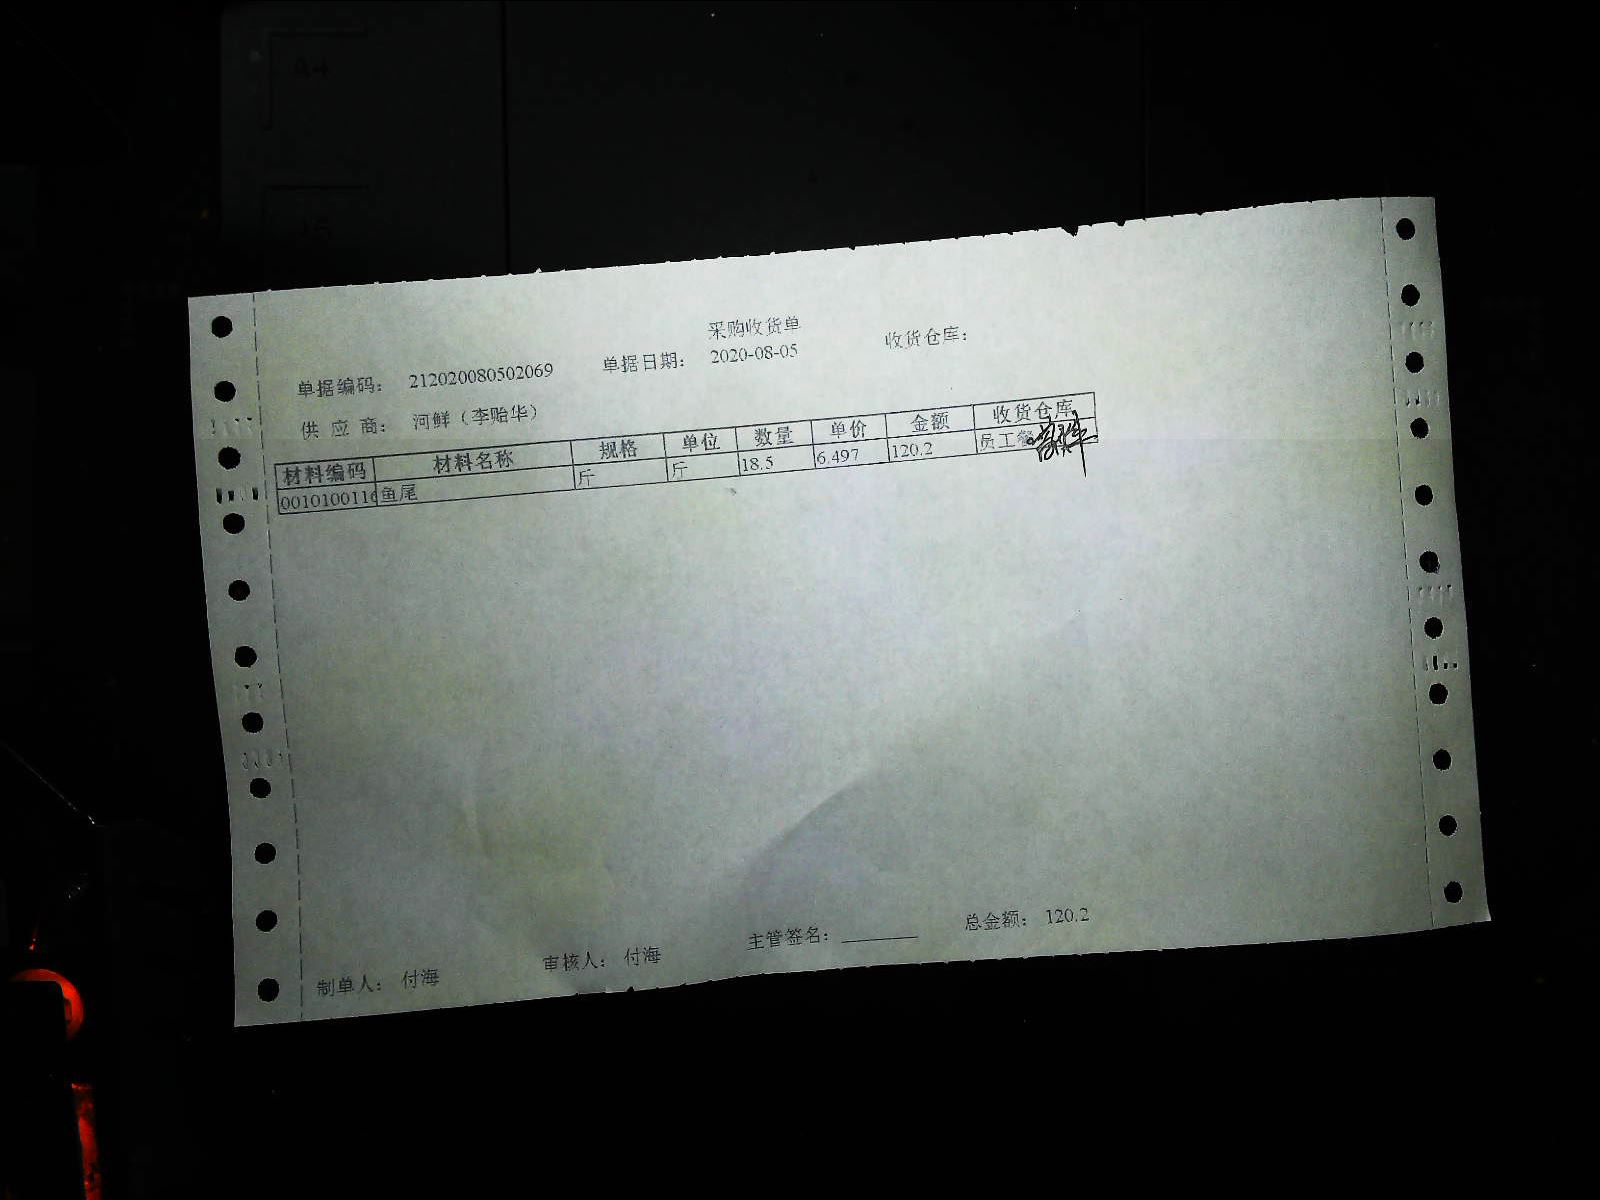 采购收货单
单据编码： 212020080502069 单据日期： 2020-08-05 收货仓库：
供 应 商： 河鲜（李贻华）
材料编码 材料名称 规格 单位 数量 单价 金额 收货仓库
001010011 鱼尾 斤 斤 18.5 6.497 120.2 员工餐
制单人： 付海 审核人： 付海 主管签名： 总金额： 120.2